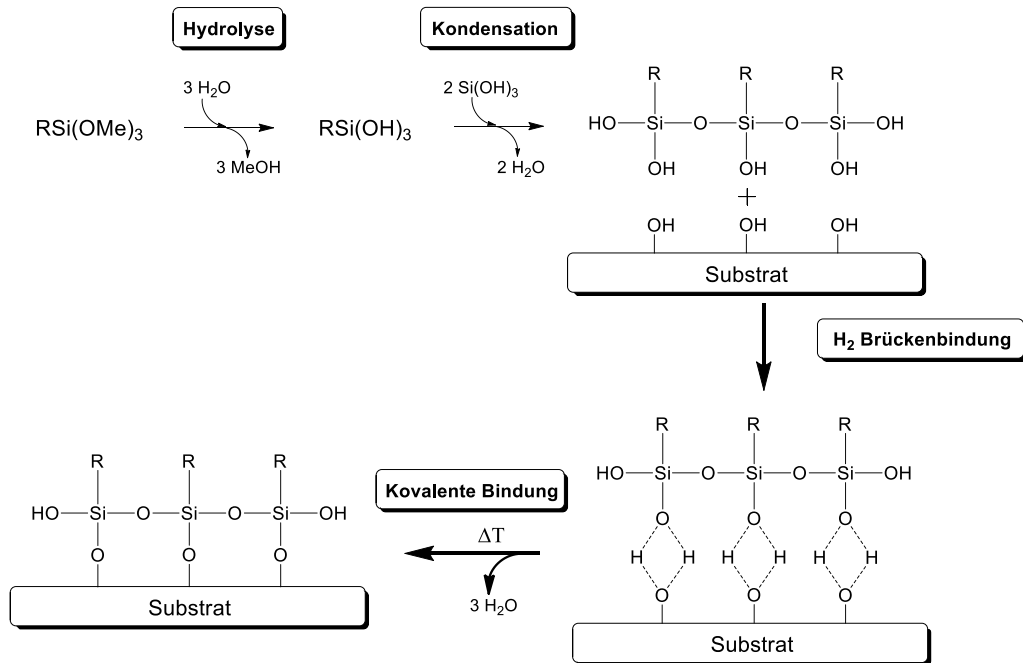 Hydrolyse
Kondensation
3 H₂O
2 Si(OH)₃
RSi(OMe)₃
RSi(OH)₃
3 MeOH
2 H₂O
R R R
HO—Si—O—Si—O—Si—OH
OH OH OH
+
OH OH OH
Substrat
H₂ Brückenbindung
R R R
HO—Si—O—Si—O—Si—OH
O O O
H H H H H H
O O O
Substrat
Kovalente Bindung
ΔT
3 H₂O
R R R
HO—Si—O—Si—O—Si—OH
O O O
Substrat